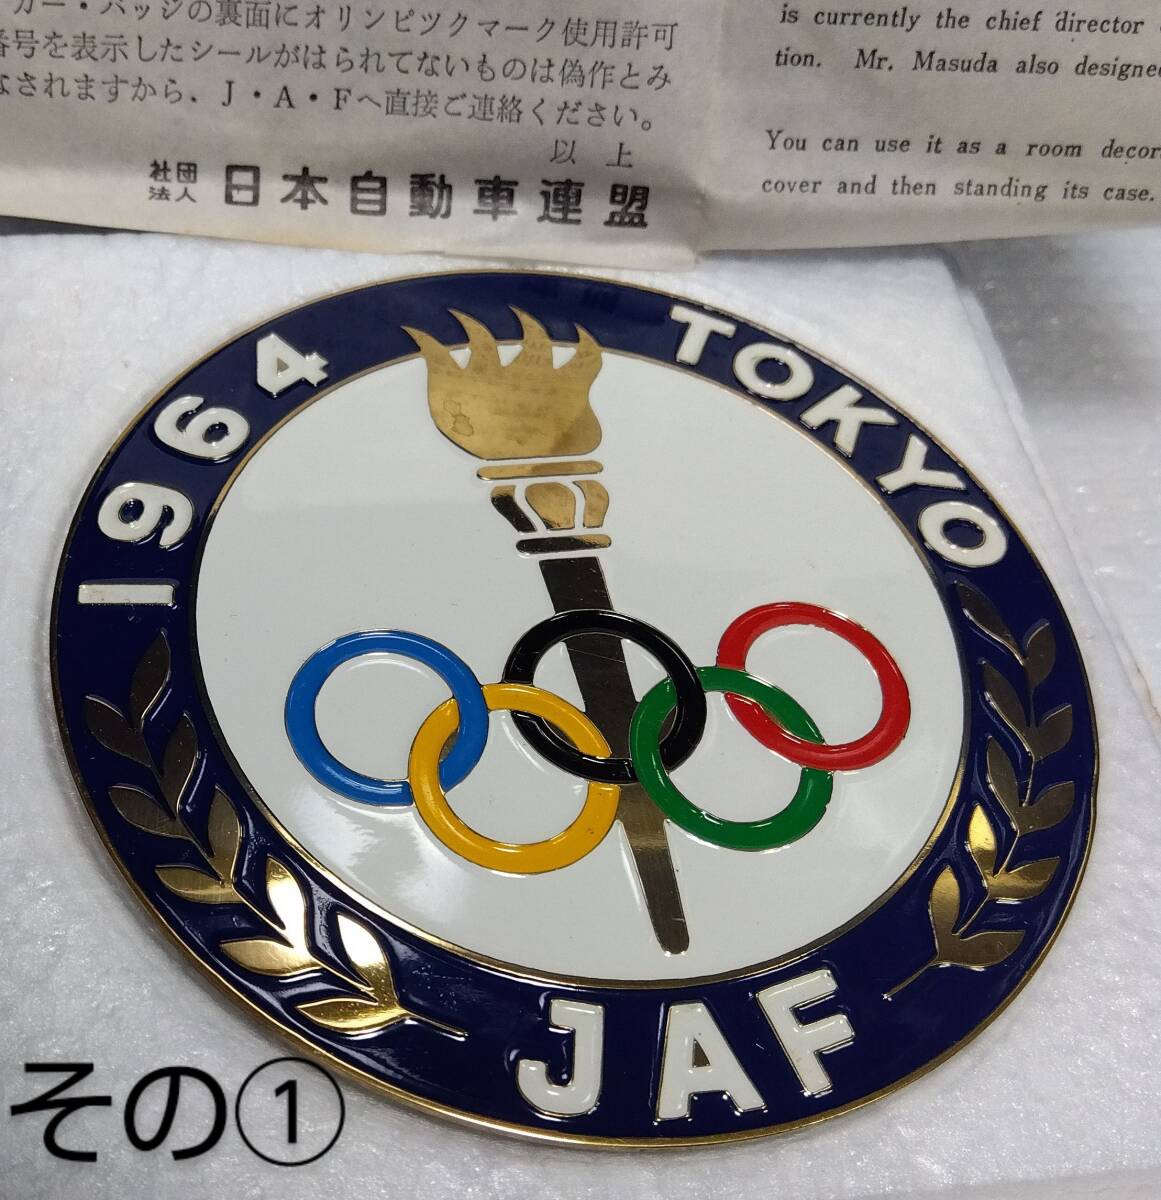 カー・バッジの裏面にオリンピツクマーク使用許可
番号を表示したシールがはられてないものは偽作とみ
なされますから、J・A・Fへ直接ご連絡ください。
以上
社団法人 日本自動車連盟
is currently the chief director
tion. Mr. Masuda also designed
You can use it as a room decor
cover and then standing its case.
1964 TOKYO
JAF
その①